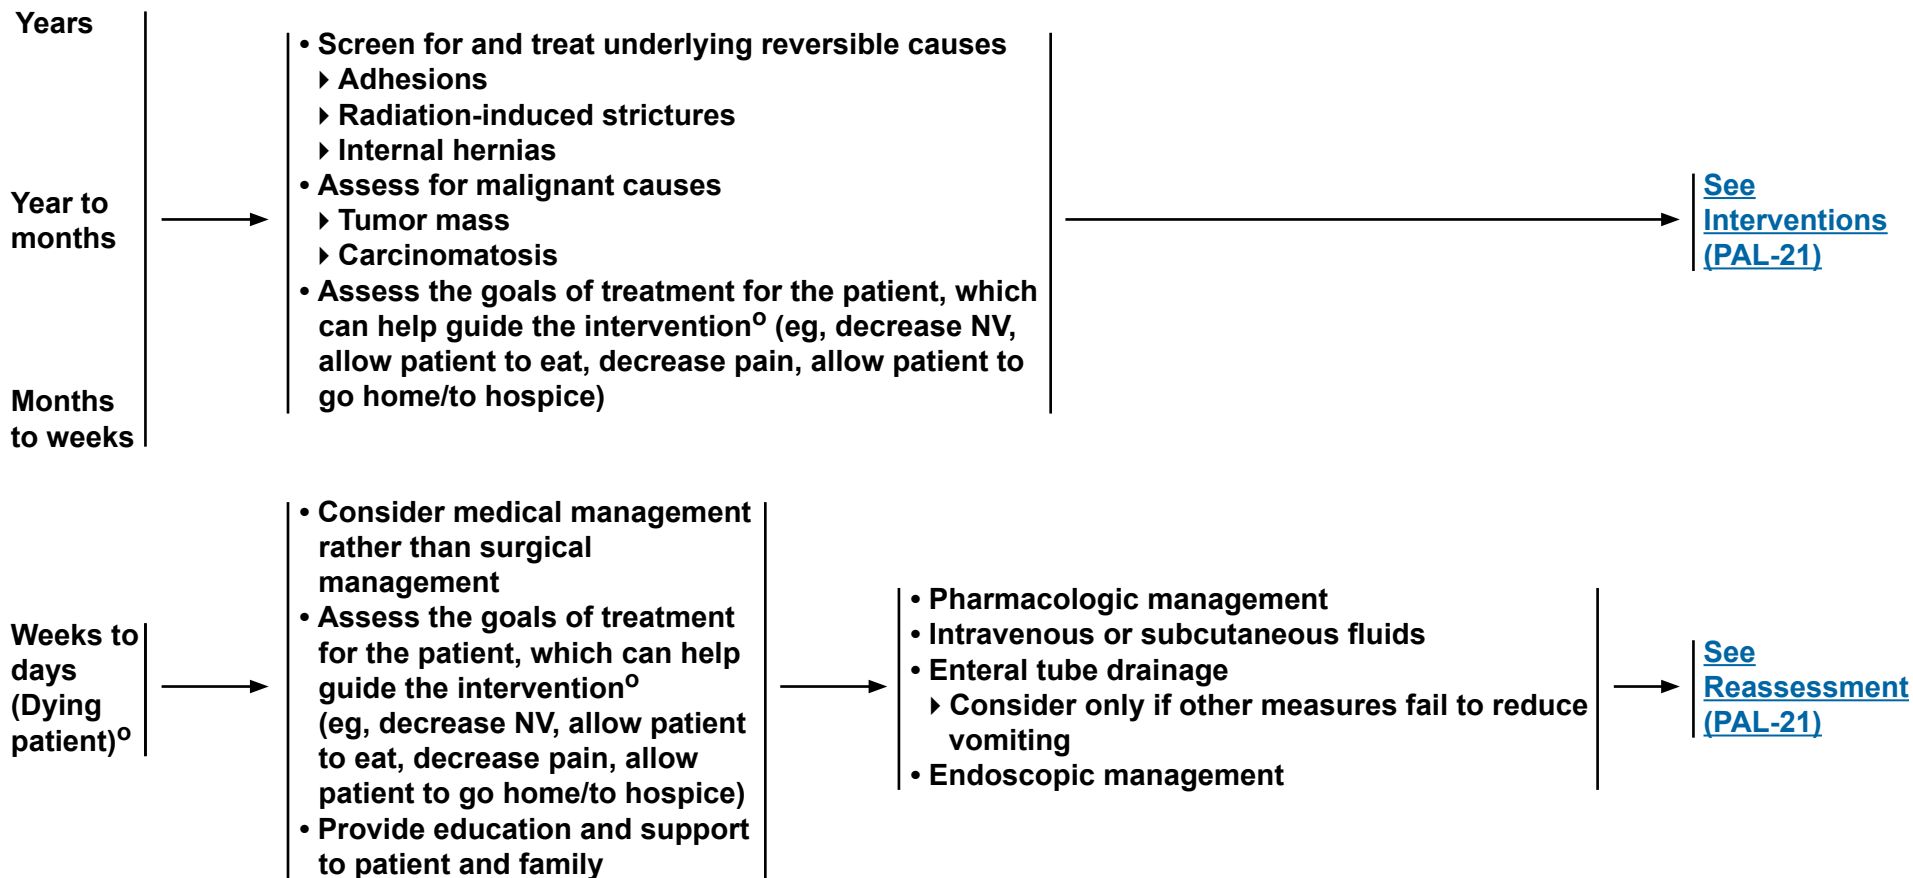 Years
Year to
months
Months
to weeks
• Screen for and treat underlying reversible causes
‣ Adhesions
‣ Radiation-induced strictures
‣ Internal hernias
• Assess for malignant causes
‣ Tumor mass
‣ Carcinomatosis
• Assess the goals of treatment for the patient, which
can help guide the interventionᵒ (eg, decrease NV,
allow patient to eat, decrease pain, allow patient to
go home/to hospice)
See
Interventions
(PAL-21)
Weeks to
days
(Dying
patient)ᵒ
• Consider medical management
rather than surgical
management
• Assess the goals of treatment
for the patient, which can help
guide the interventionᵒ
(eg, decrease NV, allow patient
to eat, decrease pain, allow
patient to go home/to hospice)
• Provide education and support
to patient and family
• Pharmacologic management
• Intravenous or subcutaneous fluids
• Enteral tube drainage
‣ Consider only if other measures fail to reduce
vomiting
• Endoscopic management
See
Reassessment
(PAL-21)